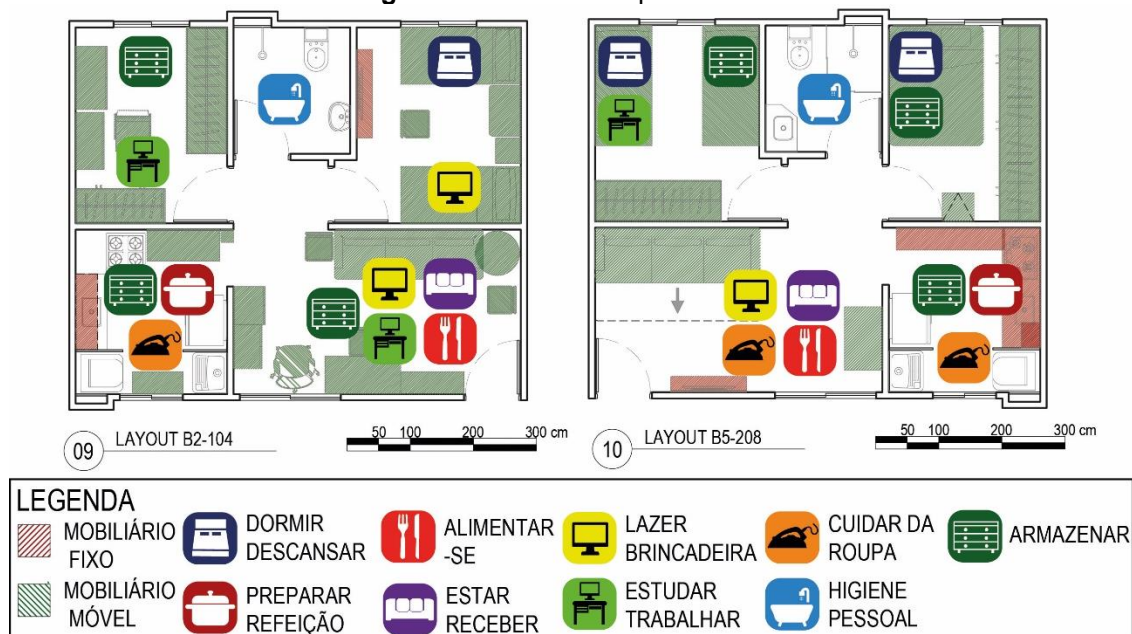 09 LAYOUT B2-104
50 100 200 300 cm
10 LAYOUT B5-208
50 100 200 300 cm
LEGENDA
MOBILIÁRIO
FIXO
DORMIR
DESCANSAR
ALIMENTAR
-SE
LAZER
BRINCADEIRA
CUIDAR DA
ROUPA
ARMAZENAR
MOBILIÁRIO
MÓVEL
PREPARAR
REFEIÇÃO
ESTAR
RECEBER
ESTUDAR
TRABALHAR
HIGIENE
PESSOAL